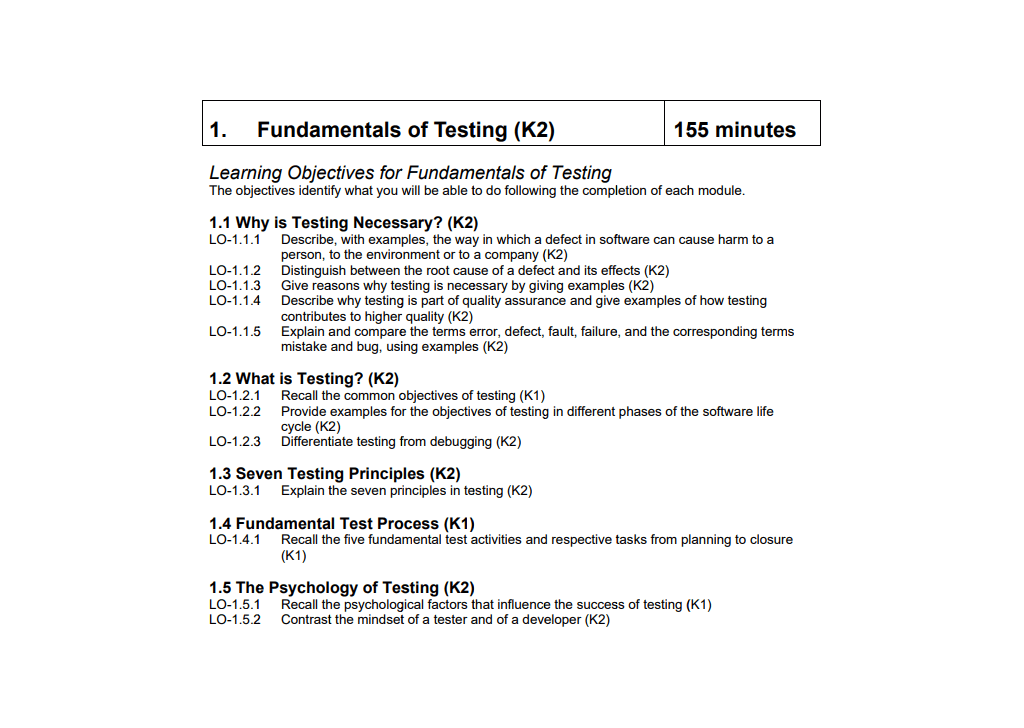 1. Fundamentals of Testing (K2) 155 minutes
Learning Objectives for Fundamentals of Testing
The objectives identify what you will be able to do following the completion of each module.
1.1 Why is Testing Necessary? (K2)
LO-1.1.1 Describe, with examples, the way in which a defect in software can cause harm to a
person, to the environment or to a company (K2)
LO-1.1.2 Distinguish between the root cause of a defect and its effects (K2)
LO-1.1.3 Give reasons why testing is necessary by giving examples (K2)
LO-1.1.4 Describe why testing is part of quality assurance and give examples of how testing
contributes to higher quality (K2)
LO-1.1.5 Explain and compare the terms error, defect, fault, failure, and the corresponding terms
mistake and bug, using examples (K2)
1.2 What is Testing? (K2)
LO-1.2.1 Recall the common objectives of testing (K1)
LO-1.2.2 Provide examples for the objectives of testing in different phases of the software life
cycle (K2)
LO-1.2.3 Differentiate testing from debugging (K2)
1.3 Seven Testing Principles (K2)
LO-1.3.1 Explain the seven principles in testing (K2)
1.4 Fundamental Test Process (K1)
LO-1.4.1 Recall the five fundamental test activities and respective tasks from planning to closure
(K1)
1.5 The Psychology of Testing (K2)
LO-1.5.1 Recall the psychological factors that influence the success of testing (K1)
LO-1.5.2 Contrast the mindset of a tester and of a developer (K2)